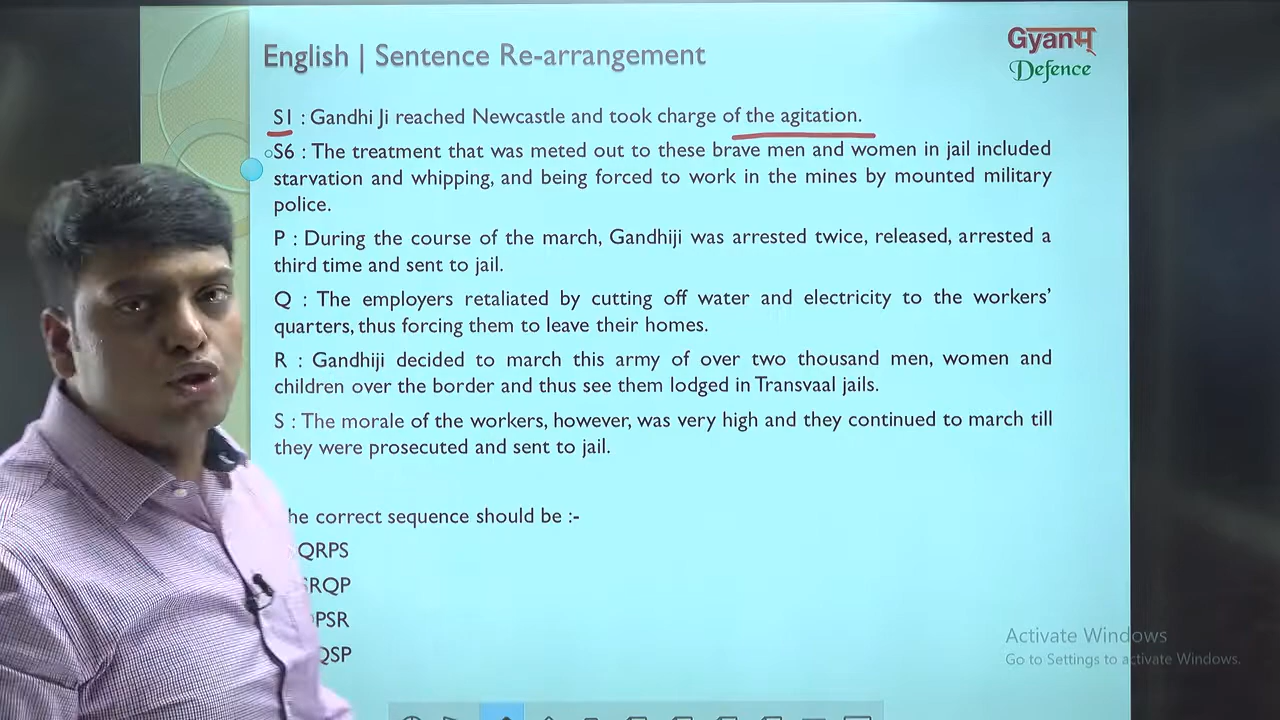 English | Sentence Re-arrangement
Gyanम्
Defence
S1 : Gandhi Ji reached Newcastle and took charge of the agitation.
S6 : The treatment that was meted out to these brave men and women in jail included
starvation and whipping, and being forced to work in the mines by mounted military
police.
P : During the course of the march, Gandhiji was arrested twice, released, arrested a
third time and sent to jail.
Q : The employers retaliated by cutting off water and electricity to the workers’
quarters, thus forcing them to leave their homes.
R : Gandhiji decided to march this army of over two thousand men, women and
children over the border and thus see them lodged in Transvaal jails.
S : The morale of the workers, however, was very high and they continued to march till
they were prosecuted and sent to jail.
correct sequence should be :-
QRPS
Activate Windows
Go to Settings to activate Windows.